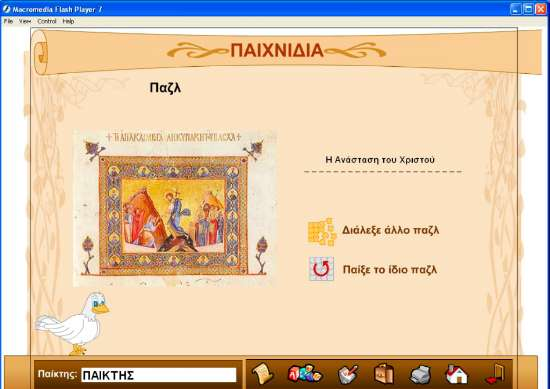 Macromedia Flash Player 7
File View Control Help
ΠΑΙΧΝΙΔΙΑ
Παζλ
Η Ανάσταση του Χριστού
Διάλεξε άλλο παζλ
Παίξε το ίδιο παζλ
Παίκτης: ΠΑΙΚΤΗΣ